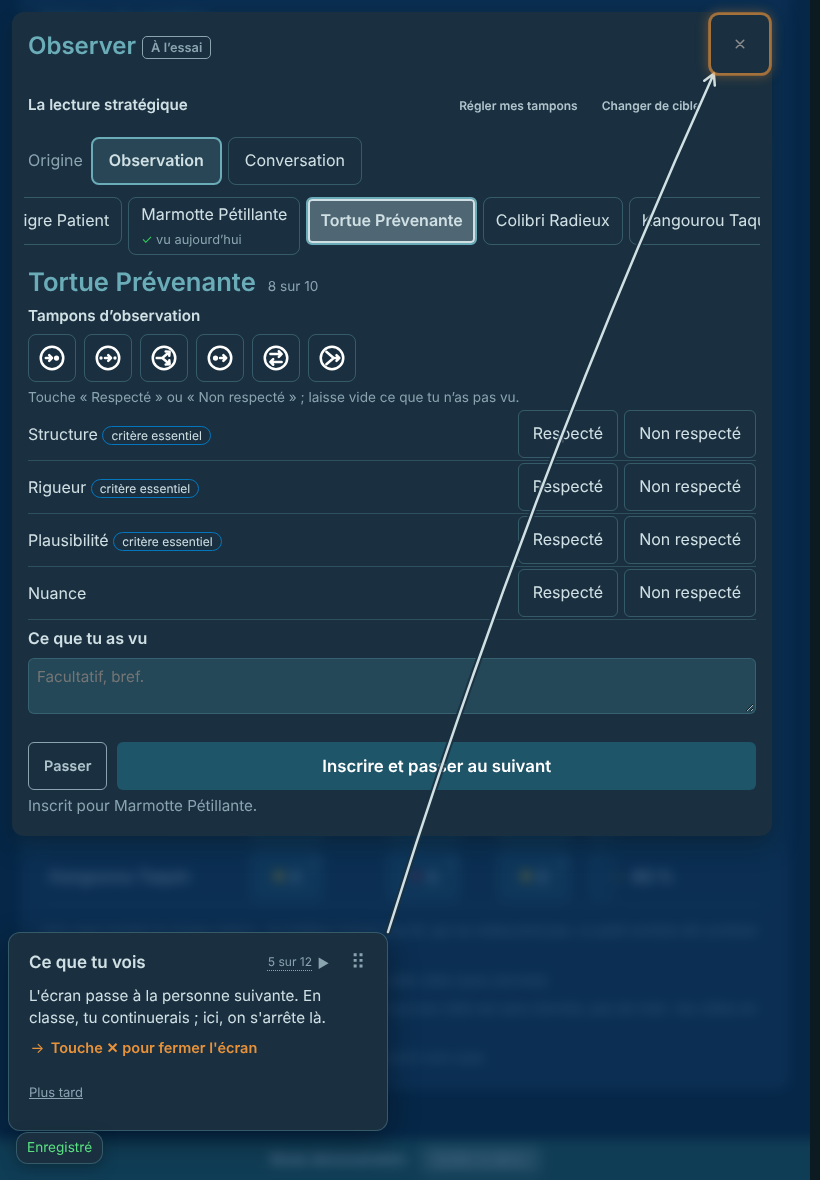 Observer À l'essai ×
La lecture stratégique Régler mes tampons Changer de cible
Origine Observation Conversation
igre Patient Marmotte Pétillante Tortue Prévenante Colibri Radieux Kangourou Taqu
✓ vu aujourd'hui
Tortue Prévenante 8 sur 10
Tampons d'observation
Touche « Respecté » ou « Non respecté » ; laisse vide ce que tu n'as pas vu.
Structure critère essentiel Respecté Non respecté
Rigueur critère essentiel Respecté Non respecté
Plausibilité critère essentiel Respecté Non respecté
Nuance Respecté Non respecté
Ce que tu as vu
Facultatif, bref.
Passer Inscrire et passer au suivant
Inscrit pour Marmotte Pétillante.
Ce que tu vois 5 sur 12 ▶
L'écran passe à la personne suivante. En
classe, tu continuerais ; ici, on s'arrête là.
→ Touche ✕ pour fermer l'écran
Plus tard
Enregistré